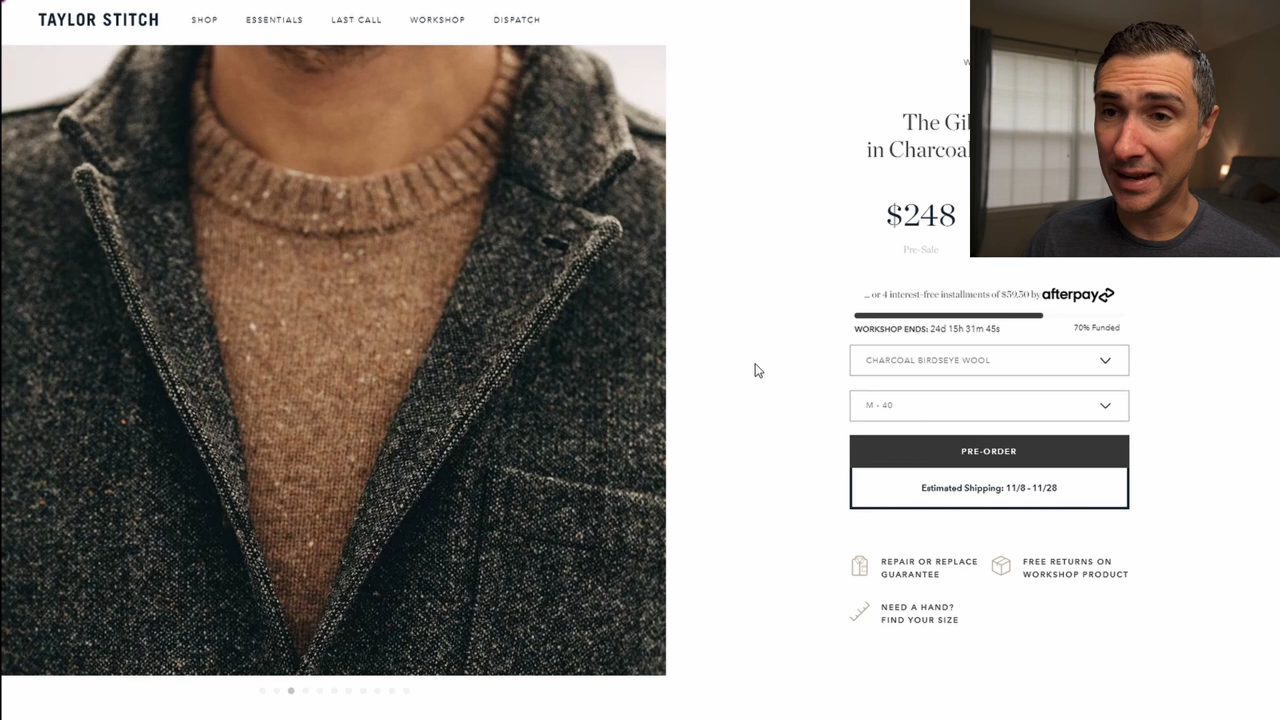 TAYLOR STITCH
SHOP
ESSENTIALS
LAST CALL
WORKSHOP
DISPATCH
The Gil
in Charcoal
$248
Pre-Sale
... or 4 interest-free installments of $59.50 by afterpay
WORKSHOP ENDS: 24d 15h 31m 45s
70% Funded
CHARCOAL BIRDSEYE WOOL
M - 40
PRE-ORDER
Estimated Shipping: 11/8 - 11/28
REPAIR OR REPLACE
GUARANTEE
FREE RETURNS ON
WORKSHOP PRODUCT
NEED A HAND?
FIND YOUR SIZE